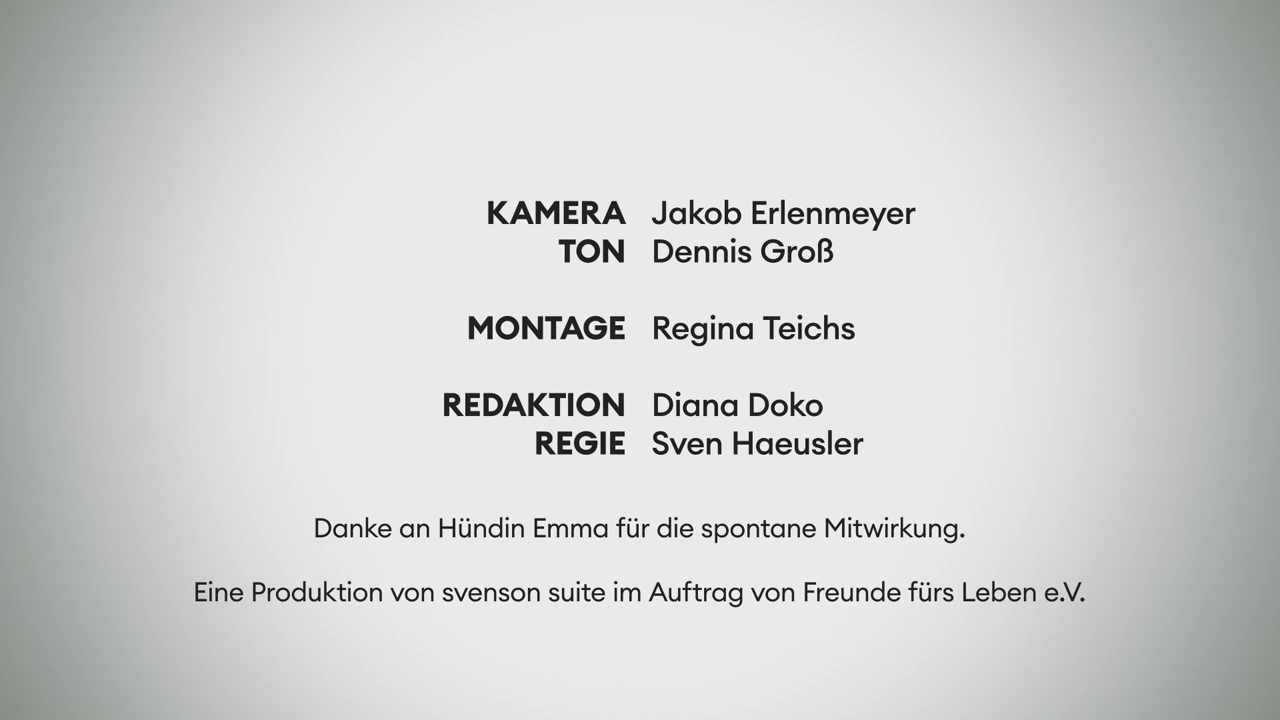 KAMERA Jakob Erlenmeyer
TON Dennis Groß
MONTAGE Regina Teichs
REDAKTION Diana Doko
REGIE Sven Haeusler
Danke an Hündin Emma für die spontane Mitwirkung.
Eine Produktion von svenson suite im Auftrag von Freunde fürs Leben e.V.